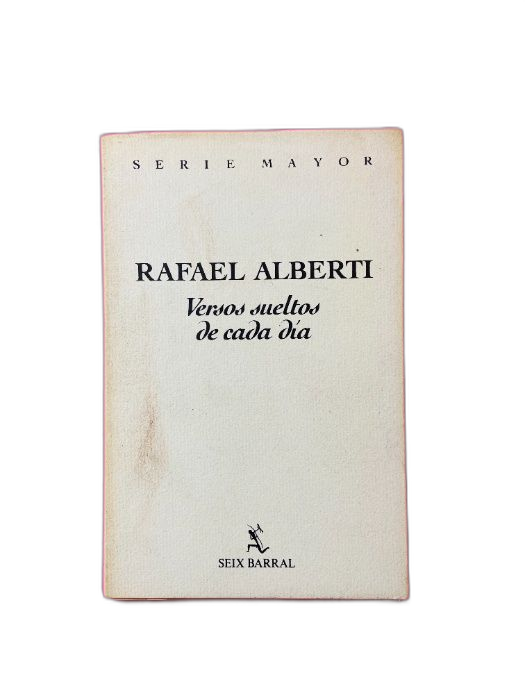 SERIE MAYOR
RAFAEL ALBERTI
Versos sueltos
de cada día
SEIX BARRAL